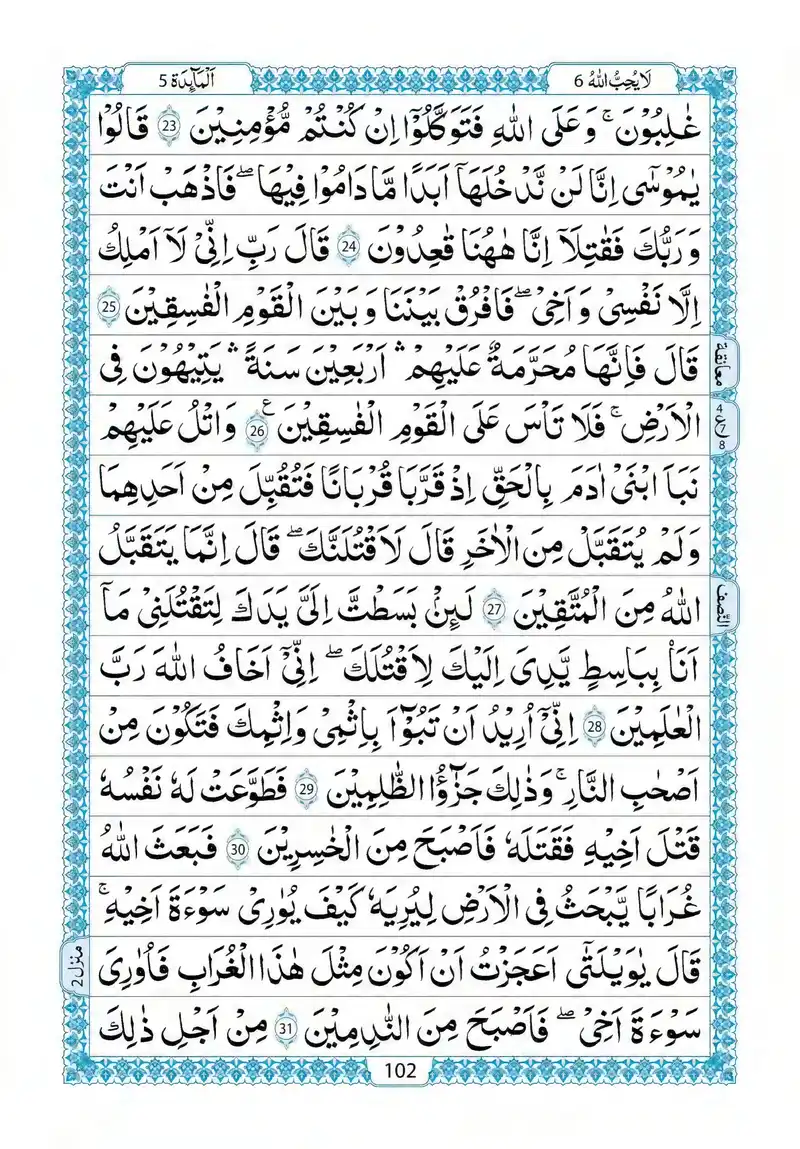 اَلْمَآئِدَة 5
لَا يُحِبُّ اللّٰهُ 6
غٰلِبُوْنَ ۚ وَعَلَى اللّٰهِ فَتَوَكَّلُوْۤا اِنْ كُنْتُمْ مُّؤْمِنِيْنَ 23 قَالُوْا
يٰمُوْسٰۤى اِنَّا لَنْ نَّدْخُلَهَاۤ اَبَدًا مَّا دَامُوْا فِيْهَا ۖ فَاذْهَبْ اَنْتَ
وَرَبُّكَ فَقٰتِلَاۤ اِنَّا هٰهُنَا قٰعِدُوْنَ 24 قَالَ رَبِّ اِنِّىْ لَاۤ اَمْلِكُ
اِلَّا نَفْسِىْ وَاَخِىْ ۖ فَافْرُقْ بَيْنَنَا وَبَيْنَ الْقَوْمِ الْفٰسِقِيْنَ 25
قَالَ فَاِنَّهَا مُحَرَّمَةٌ عَلَيْهِمْ ۛ اَرْبَعِيْنَ سَنَةً ۛ يَتِيْهُوْنَ فِى
معانقة
الْاَرْضِ ۚ فَلَا تَاْسَ عَلَى الْقَوْمِ الْفٰسِقِيْنَ ع 26 وَاتْلُ عَلَيْهِمْ
4 ع 7 8
نَبَاَ ابْنَىْ اٰدَمَ بِالْحَقِّ اِذْ قَرَّبَا قُرْبَانًا فَتُقُبِّلَ مِنْ اَحَدِهِمَا
وَلَمْ يُتَقَبَّلْ مِنَ الْاٰخَرِ قَالَ لَاَقْتُلَنَّكَ ۖ قَالَ اِنَّمَا يَتَقَبَّلُ
اللّٰهُ مِنَ الْمُتَّقِيْنَ 27 لَئِنْۢ بَسَطْتَّ اِلَىَّ يَدَكَ لِتَقْتُلَنِىْ مَاۤ
النّصف
اَنَا۟ بِبَاسِطٍ يَّدِىَ اِلَيْكَ لِاَقْتُلَكَ ۖ اِنِّىْۤ اَخَافُ اللّٰهَ رَبَّ
الْعٰلَمِيْنَ 28 اِنِّىْۤ اُرِيْدُ اَنْ تَبُوْٓاَ بِاِثْمِىْ وَاِثْمِكَ فَتَكُوْنَ مِنْ
اَصْحٰبِ النَّارِ ۚ وَذٰلِكَ جَزٰٓؤُا الظّٰلِمِيْنَ 29 فَطَوَّعَتْ لَهٗ نَفْسُهٗ
قَتْلَ اَخِيْهِ فَقَتَلَهٗ فَاَصْبَحَ مِنَ الْخٰسِرِيْنَ 30 فَبَعَثَ اللّٰهُ
غُرَابًا يَّبْحَثُ فِى الْاَرْضِ لِيُرِيَهٗ كَيْفَ يُوَارِىْ سَوْءَةَ اَخِيْهِ ۚ
قَالَ يٰوَيْلَتٰٓى اَعَجَزْتُ اَنْ اَكُوْنَ مِثْلَ هٰذَا الْغُرَابِ فَاُوَارِىَ
منزل 2
سَوْءَةَ اَخِىْ ۖ فَاَصْبَحَ مِنَ النّٰدِمِيْنَ 31 مِنْ اَجْلِ ذٰلِكَ
102